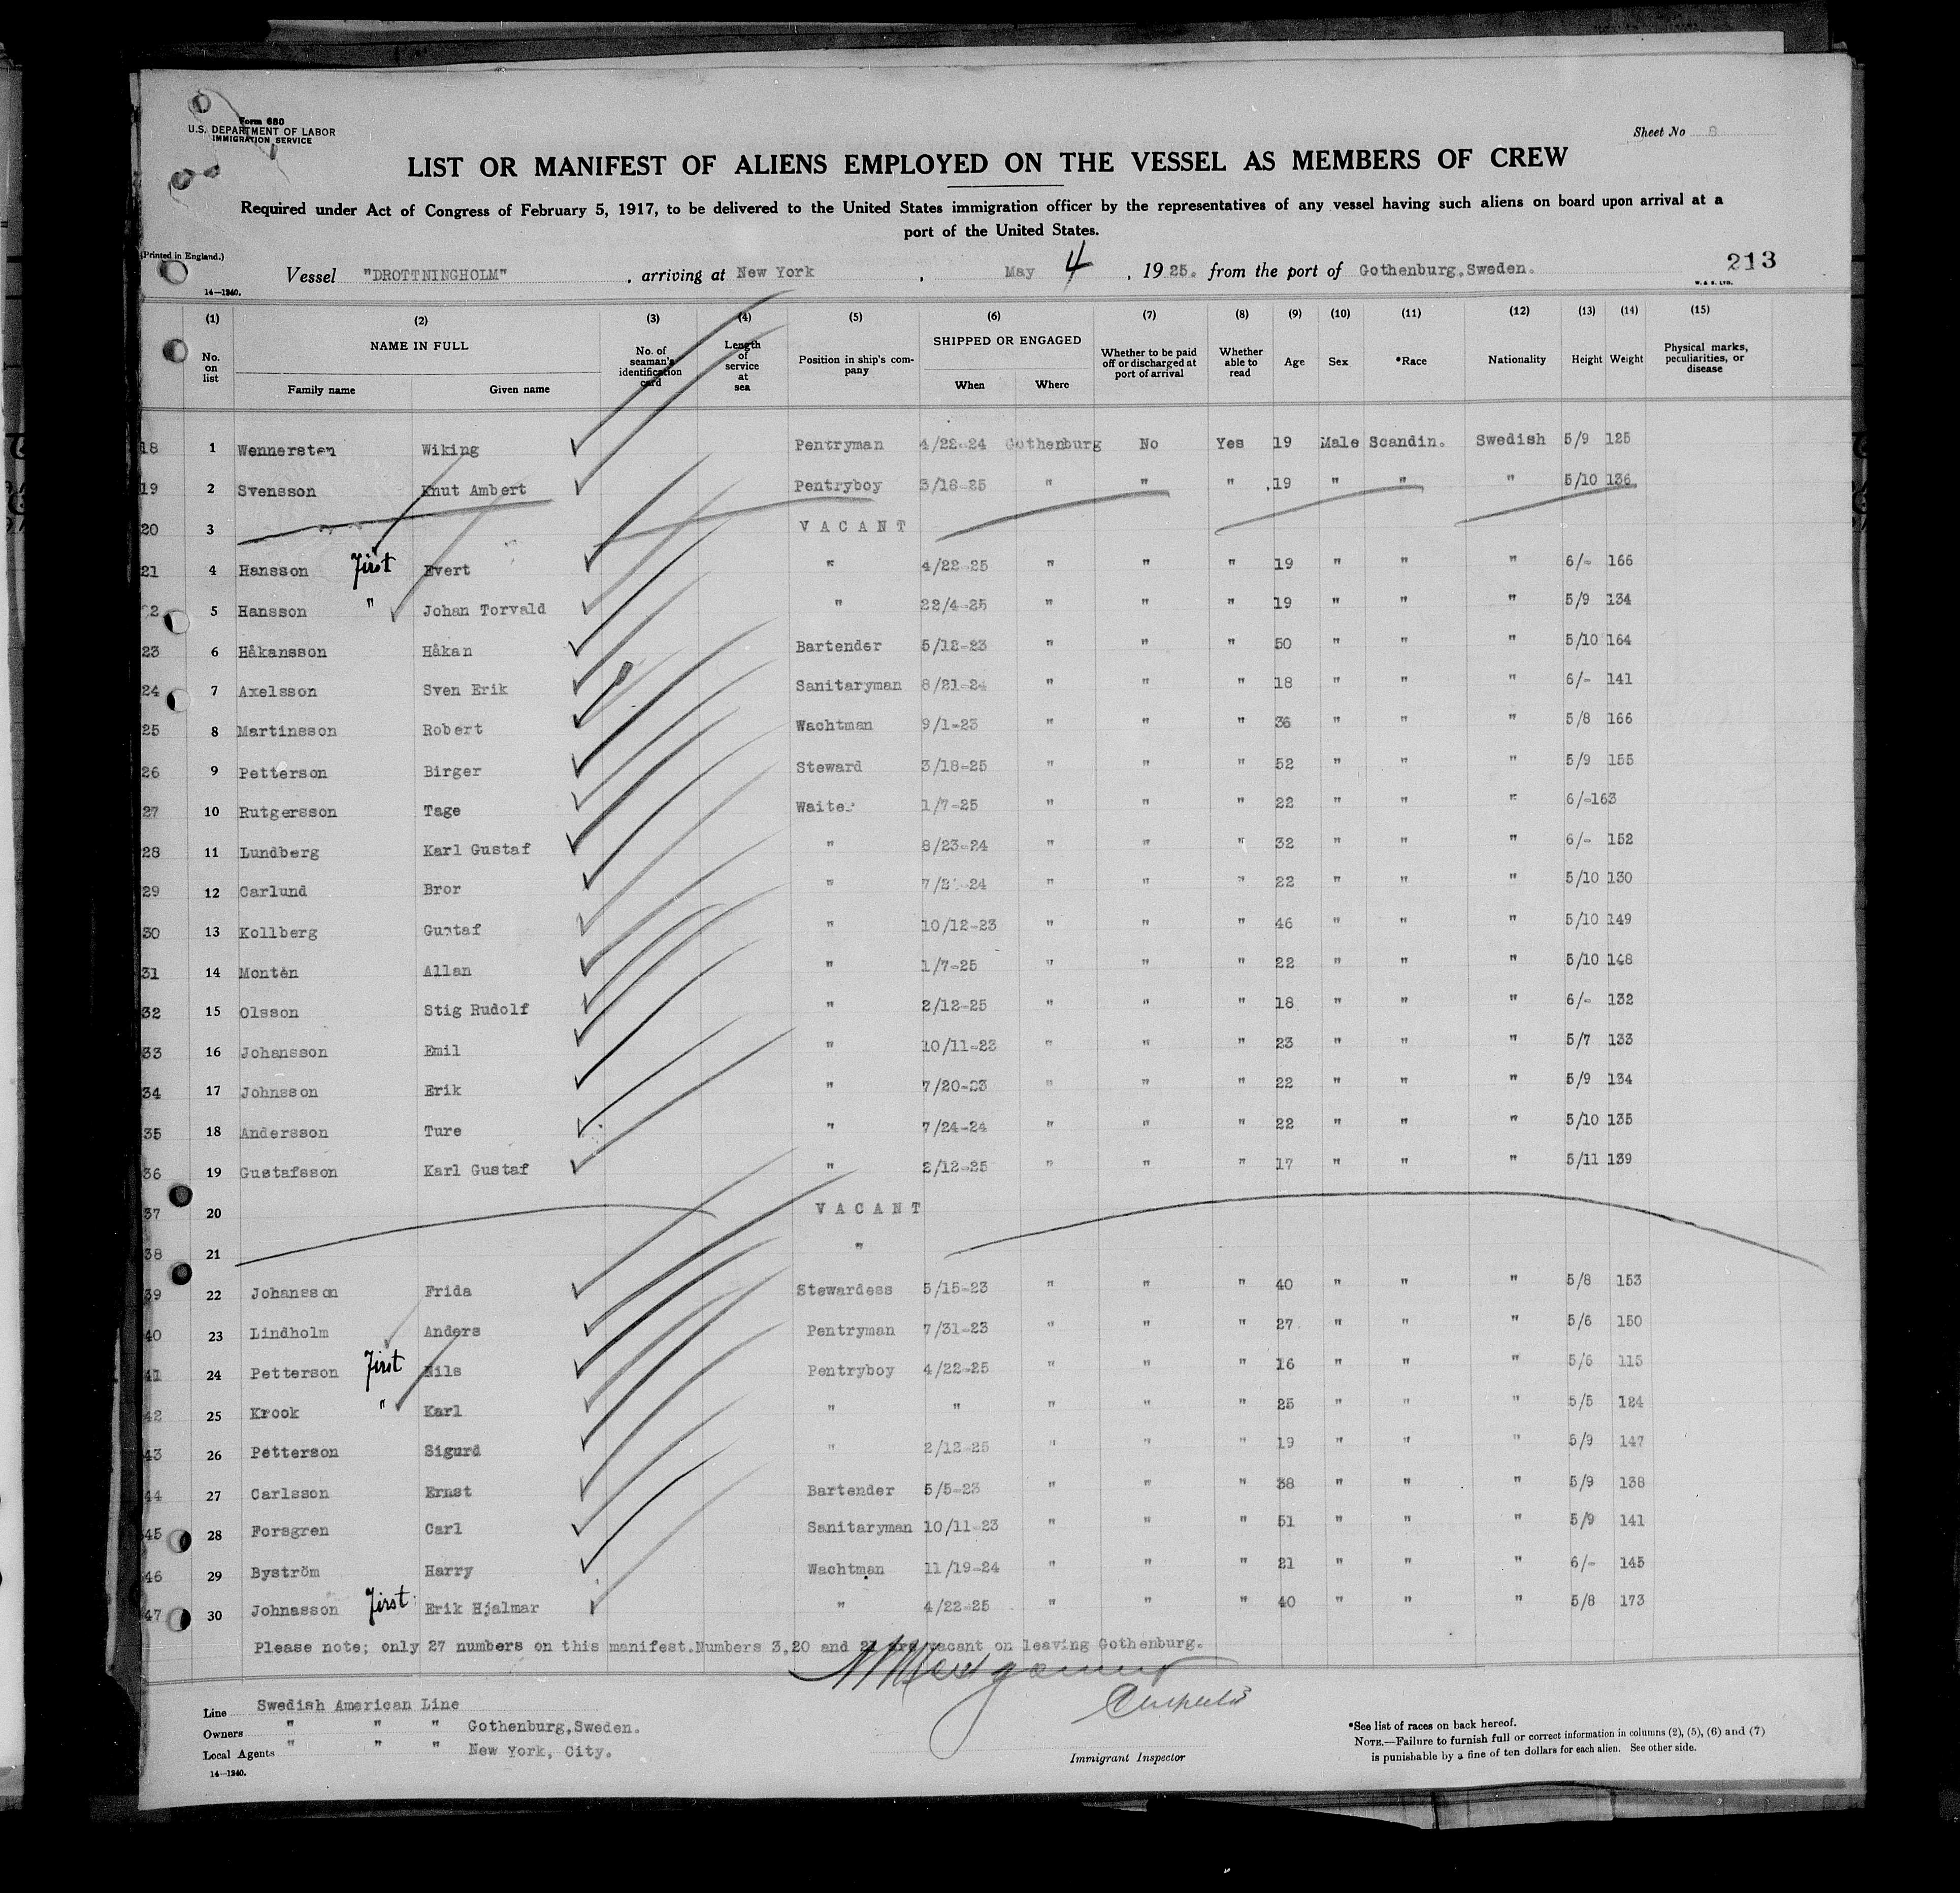 Form 680
U.S. DEPARTMENT OF LABOR
IMMIGRATION SERVICE
Sheet No 8
LIST OR MANIFEST OF ALIENS EMPLOYED ON THE VESSEL AS MEMBERS OF CREW
Required under Act of Congress of February 5, 1917, to be delivered to the United States immigration officer by the representatives of any vessel having such aliens on board upon arrival at a
port of the United States.
(Printed in England.)
Vessel "DROTTNINGHOLM", arriving at New York, May 4, 1925. from the port of Gothenburg,Sweden.
213
14—1240.
W. & S. LTD.
(1) (2) (3) (4) (5) (6) (7) (8) (9) (10) (11) (12) (13) (14) (15)
No. on list NAME IN FULL Family name Given name No. of seaman's identification card Length of service at sea Position in ship's company SHIPPED OR ENGAGED When Where Whether to be paid off or discharged at port of arrival Whether able to read Age Sex *Race Nationality Height Weight Physical marks, peculiarities, or disease
18 1 Wennersten Wiking Pentryman 4/22-24 Gothenburg No Yes 19 Male Scandin. Swedish 5/9 125
19 2 Svensson Knut Ambert Pentryboy 3/18-25 " " " 19 " " " 5/10 136
20 3 VACANT
21 4 Hansson First Evert " 4/22-25 " " " 19 " " " 6/- 166
22 5 Hansson " Johan Torvald " 22/4-25 " " " 19 " " " 5/9 134
23 6 Håkansson Håkan Bartender 5/12-23 " " " 50 " " " 5/10 164
24 7 Axelsson Sven Erik Sanitaryman 8/21-24 " " " 18 " " " 6/- 141
25 8 Martinsson Robert Wachtman 9/1-23 " " " 36 " " " 5/8 166
26 9 Petterson Birger Steward 3/18-25 " " " 52 " " " 5/9 155
27 10 Rutgersson Tage Waiter 1/7-25 " " " 22 " " " 6/-163
28 11 Lundberg Karl Gustaf " 8/23-24 " " " 32 " " " 6/- 152
29 12 Carlund Bror " " " " 22 " " " 5/10 130
30 13 Kollberg Gustaf " 10/12-23 " " " 46 " " " 5/10 149
31 14 Montèn Allan " 1/7-25 " " " 22 " " " 5/10 148
32 15 Olsson Stig Rudolf " 2/12-25 " " " 18 " " " 6/- 132
33 16 Johansson Emil " 10/11-23 " " " 23 " " " 5/7 133
34 17 Johnsson Erik " 7/20-23 " " " 22 " " " 5/9 134
35 18 Andersson Ture " 7/24-24 " " " 22 " " " 5/10 135
36 19 Gustafsson Karl Gustaf " 2/12-25 " " " 17 " " " 5/11 139
37 20 VACANT
38 21 "
39 22 Johansson Frida Stewardess 5/15-23 " " " 40 " " " 5/8 153
40 23 Lindholm Anders Pentryman 7/31-23 " " " 27 " " " 5/6 150
41 24 Petterson First Nils Pentryboy 4/22-25 " " " 16 " " " 5/6 115
42 25 Krook " Karl " " " " " 25 " " " 5/5 124
43 26 Petterson Sigurd " 2/12-25 " " " 19 " " " 5/9 147
44 27 Carlsson Ernst Bartender 5/5-23 " " " 38 " " " 5/9 138
45 28 Forsgren Carl Sanitaryman 10/11-23 " " " 51 " " " 5/9 141
46 29 Byström Harry Wachtman 11/19-24 " " " 21 " " " 6/- 145
47 30 Johnasson First Erik Hjalmar " 4/22-25 " " " 40 " " " 5/8 173
Please note; only 27 numbers on this manifest.Numbers 3,20 and 21 are vacant on leaving Gothenburg.
Line Swedish American Line
Owners " " " Gothenburg,Sweden.
Local Agents " " " New York, City.
14—1240.
Immigrant Inspector
*See list of races on back hereof.
NOTE.—Failure to furnish full or correct information in columns (2), (5), (6) and (7)
is punishable by a fine of ten dollars for each alien. See other side.